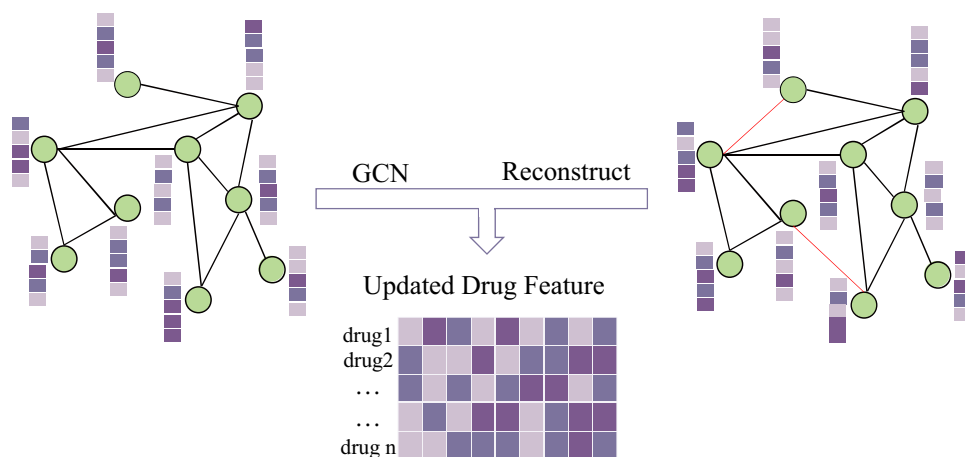 GCN Reconstruct
Updated Drug Feature
drug1
drug2
...
...
drug n